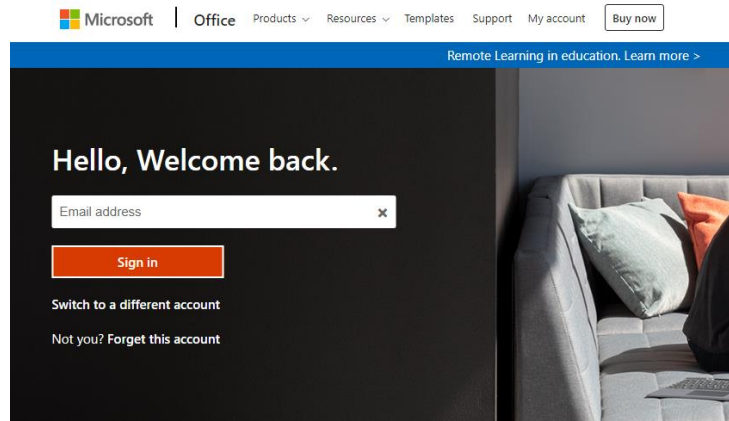 Microsoft | Office Products Resources Templates Support My account Buy now
Remote Learning in education. Learn more >
Hello, Welcome back.
Email address
Sign in
Switch to a different account
Not you? Forget this account